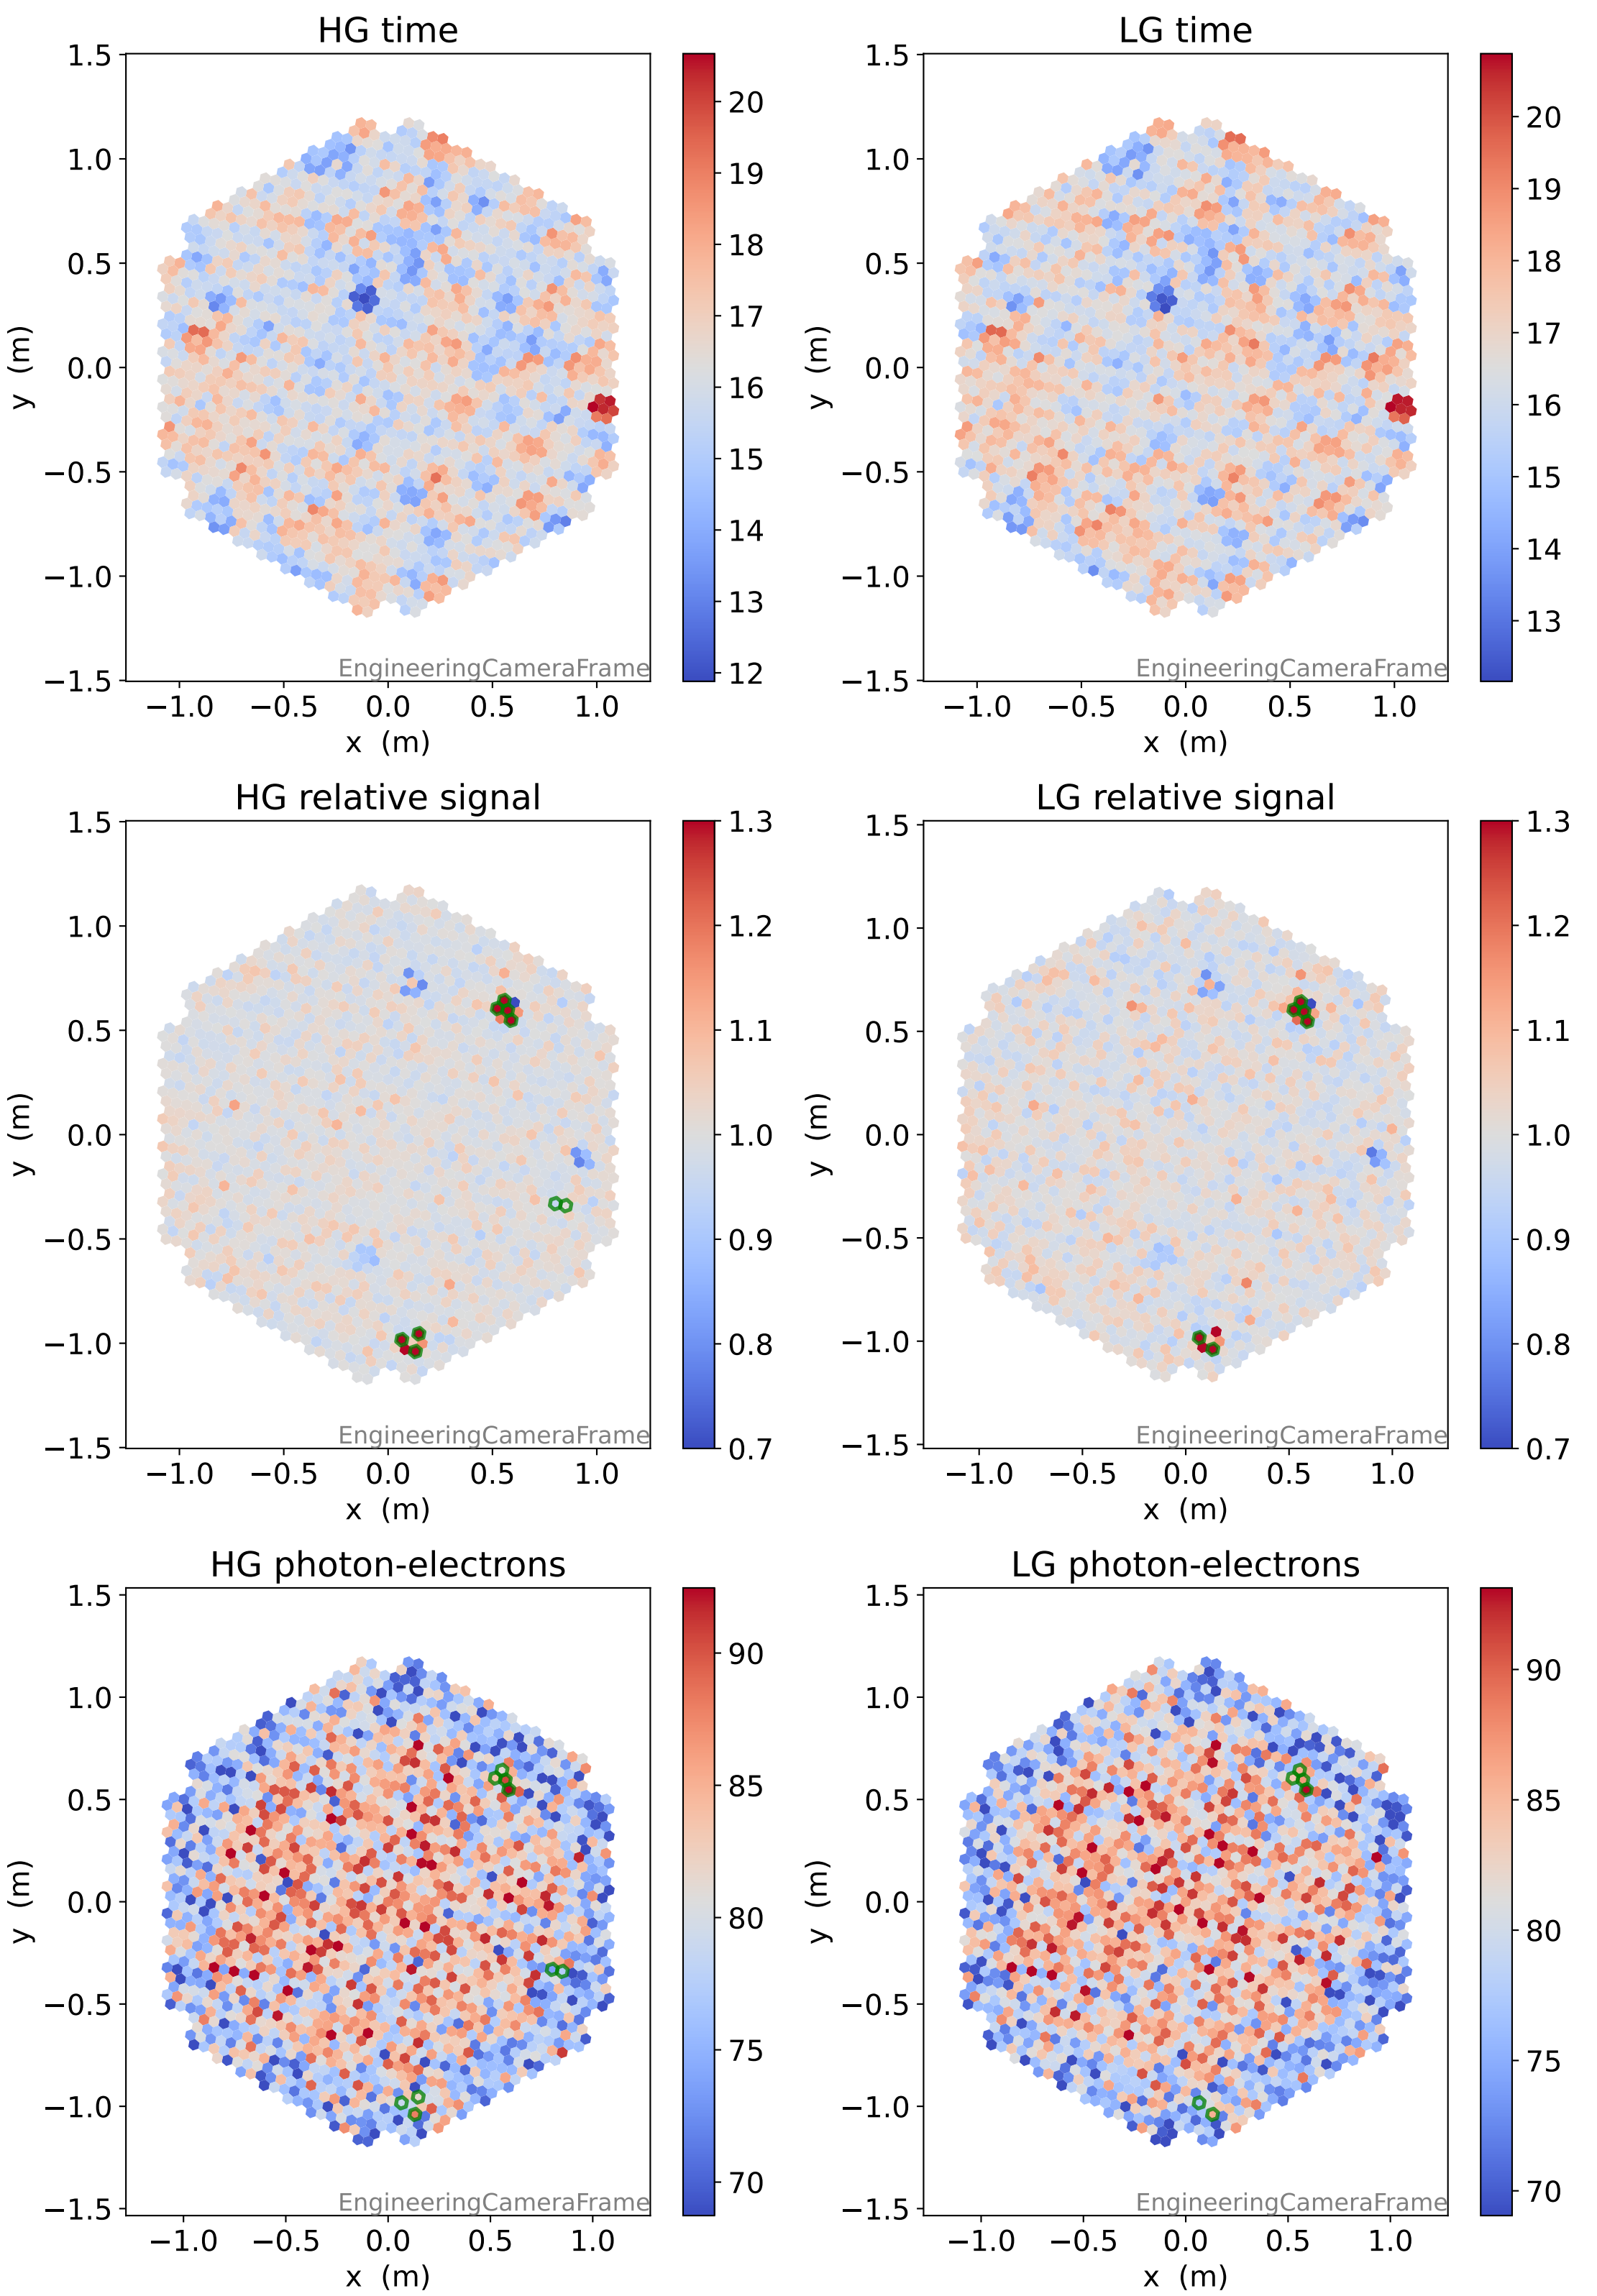 HG time
LG time
1.5
1.0
0.5
0.0
−0.5
−1.0
−1.5
y (m)
−1.0 −0.5 0.0 0.5 1.0
x (m)
EngineeringCameraFrame
20
19
18
17
16
15
14
13
12
1.5
1.0
0.5
0.0
−0.5
−1.0
−1.5
y (m)
−1.0 −0.5 0.0 0.5 1.0
x (m)
EngineeringCameraFrame
20
19
18
17
16
15
14
13
HG relative signal
LG relative signal
1.5
1.0
0.5
0.0
−0.5
−1.0
−1.5
y (m)
−1.0 −0.5 0.0 0.5 1.0
x (m)
EngineeringCameraFrame
1.3
1.2
1.1
1.0
0.9
0.8
0.7
1.5
1.0
0.5
0.0
−0.5
−1.0
−1.5
y (m)
−1.0 −0.5 0.0 0.5 1.0
x (m)
EngineeringCameraFrame
1.3
1.2
1.1
1.0
0.9
0.8
0.7
HG photon-electrons
LG photon-electrons
1.5
1.0
0.5
0.0
−0.5
−1.0
−1.5
y (m)
−1.0 −0.5 0.0 0.5 1.0
x (m)
EngineeringCameraFrame
90
85
80
75
70
1.5
1.0
0.5
0.0
−0.5
−1.0
−1.5
y (m)
−1.0 −0.5 0.0 0.5 1.0
x (m)
EngineeringCameraFrame
90
85
80
75
70